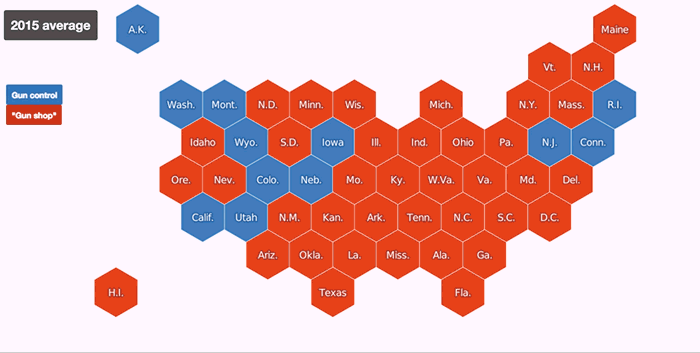 2015 average
A.K.
Maine
Vt. N.H.
Gun control
"Gun shop"
Wash. Mont. N.D. Minn. Wis. Mich. N.Y. Mass. R.I.
Idaho Wyo. S.D. Iowa Ill. Ind. Ohio Pa. N.J. Conn.
Ore. Nev. Colo. Neb. Mo. Ky. W.Va. Va. Md. Del.
Calif. Utah N.M. Kan. Ark. Tenn. N.C. S.C. D.C.
Ariz. Okla. La. Miss. Ala. Ga.
H.I. Texas Fla.